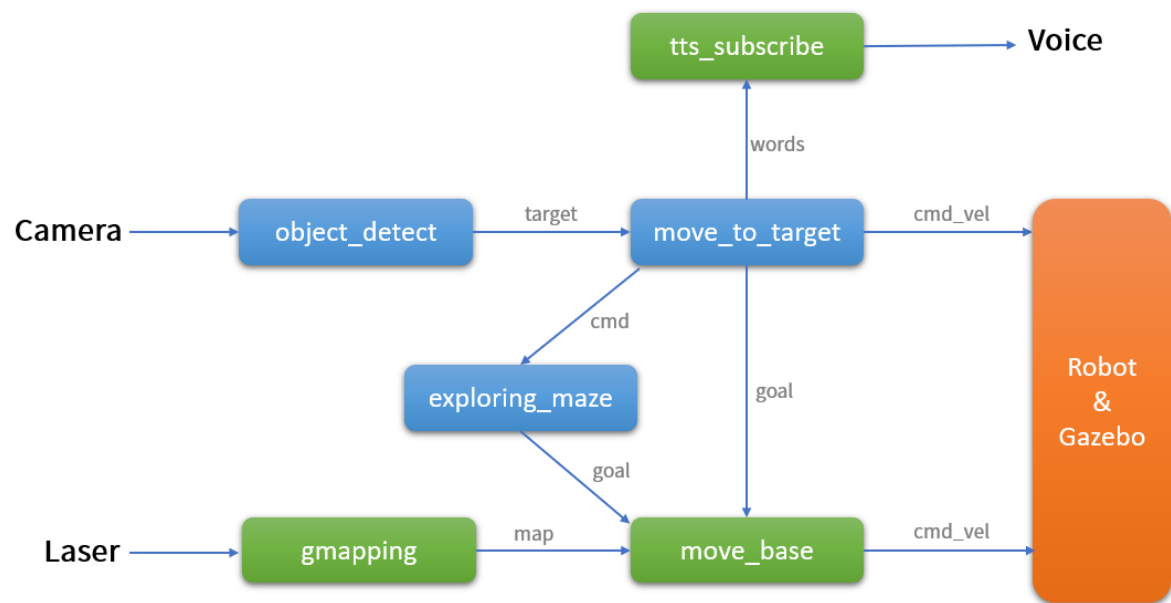 tts_subscribe
Voice
words
Camera
object_detect
target
move_to_target
cmd_vel
cmd
exploring_maze
goal
goal
Robot
&
Gazebo
Laser
gmapping
map
move_base
cmd_vel